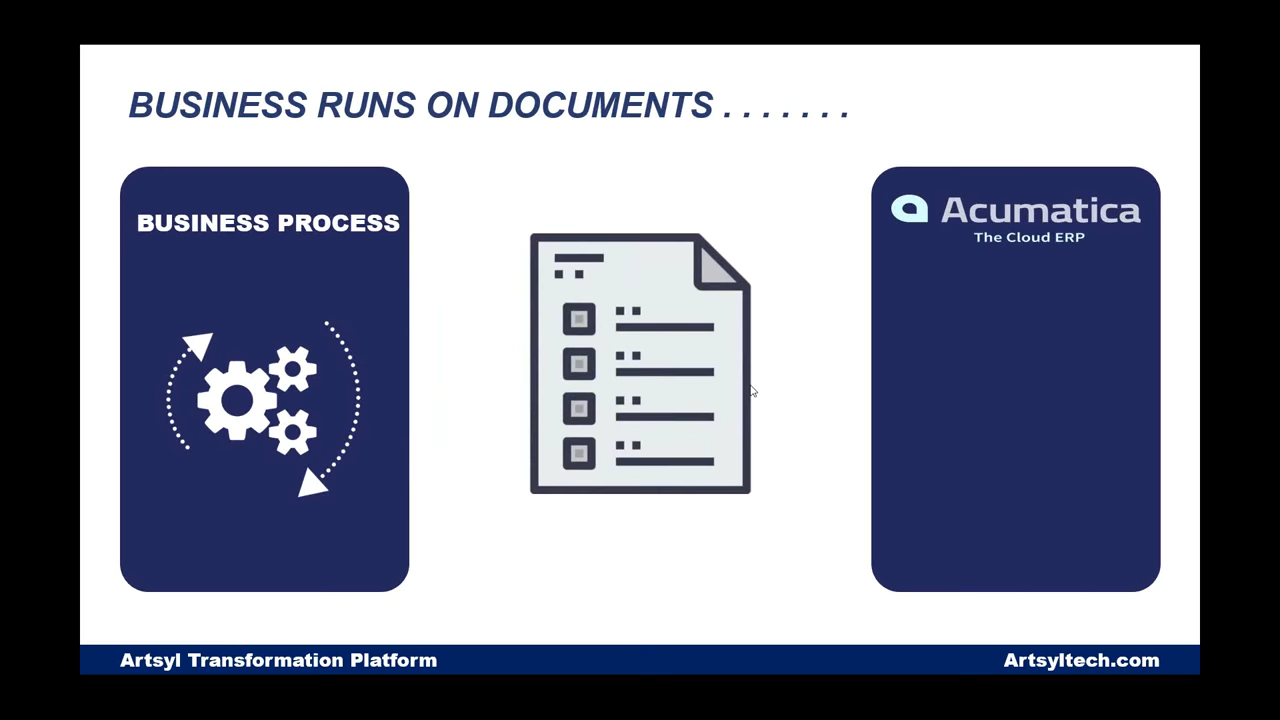 BUSINESS RUNS ON DOCUMENTS . . . . . . .
BUSINESS PROCESS
Acumatica
The Cloud ERP
Artsyl Transformation Platform
Artsyltech.com